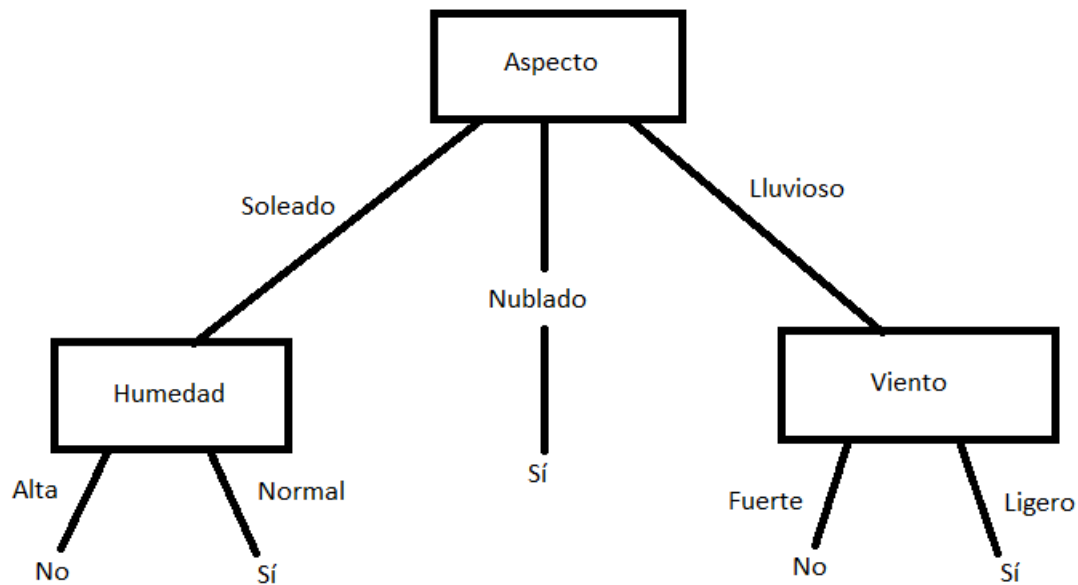 Aspecto
Soleado
Lluvioso
Nublado
Humedad
Viento
Alta
Normal
Sí
Fuerte
Ligero
No
Sí
No
Sí